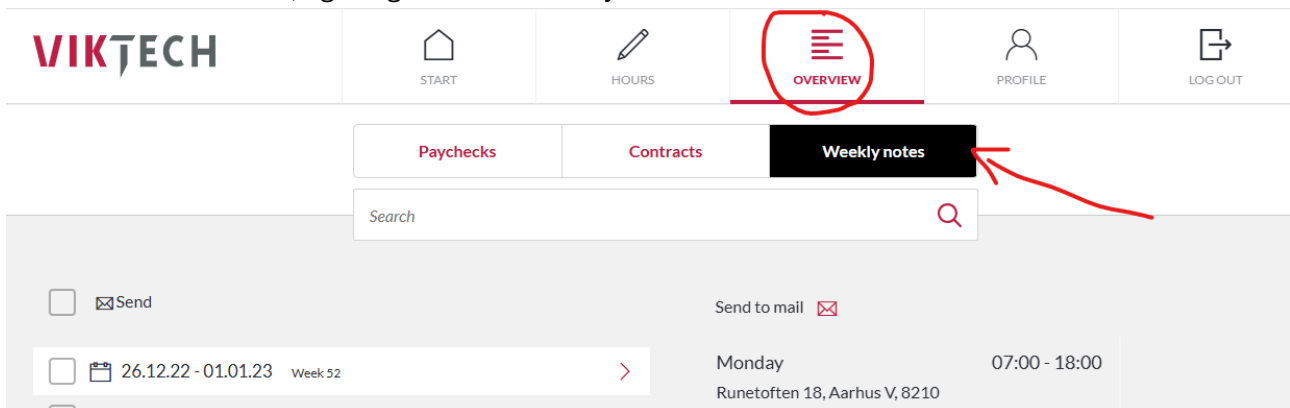 VIKTECH
START
HOURS
OVERVIEW
PROFILE
LOG OUT
Paychecks
Contracts
Weekly notes
Search
Send
Send to mail
26.12.22 - 01.01.23 Week 52
Monday 07:00 - 18:00
Runetoften 18, Aarhus V, 8210